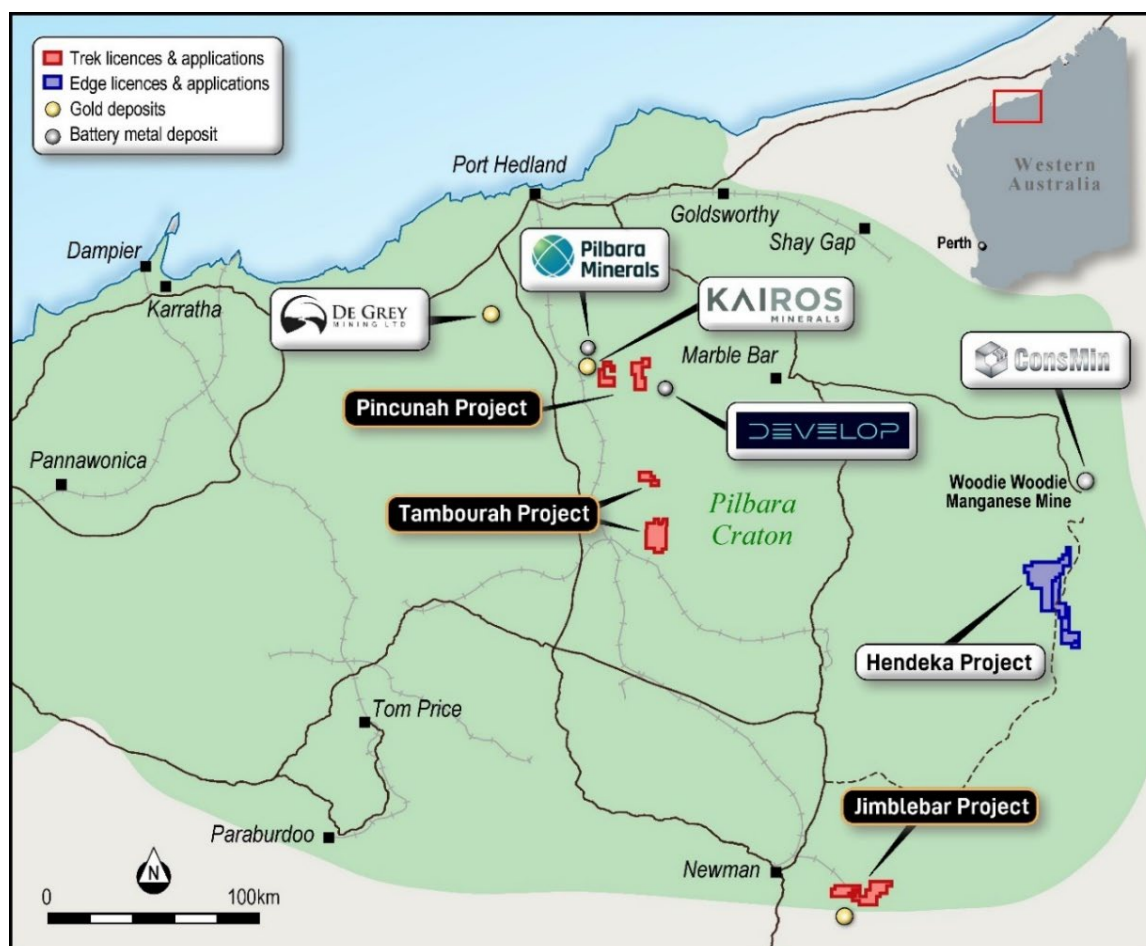 Trek licences & applications
Edge licences & applications
Gold deposits
Battery metal deposit
Western
Australia
Perth
Port Hedland
Goldsworthy
Shay Gap
Dampier
Karratha
Pilbara
Minerals
DE GREY
MINING LTD
KAIROS
MINERALS
Marble Bar
ConsMin
Pincunah Project
DEVELOP
Pannawonica
Woodie Woodie
Manganese Mine
Tambourah Project
Pilbara
Craton
Hendeka Project
Tom Price
Jimblebar Project
Paraburdoo
Newman
N
0 100km